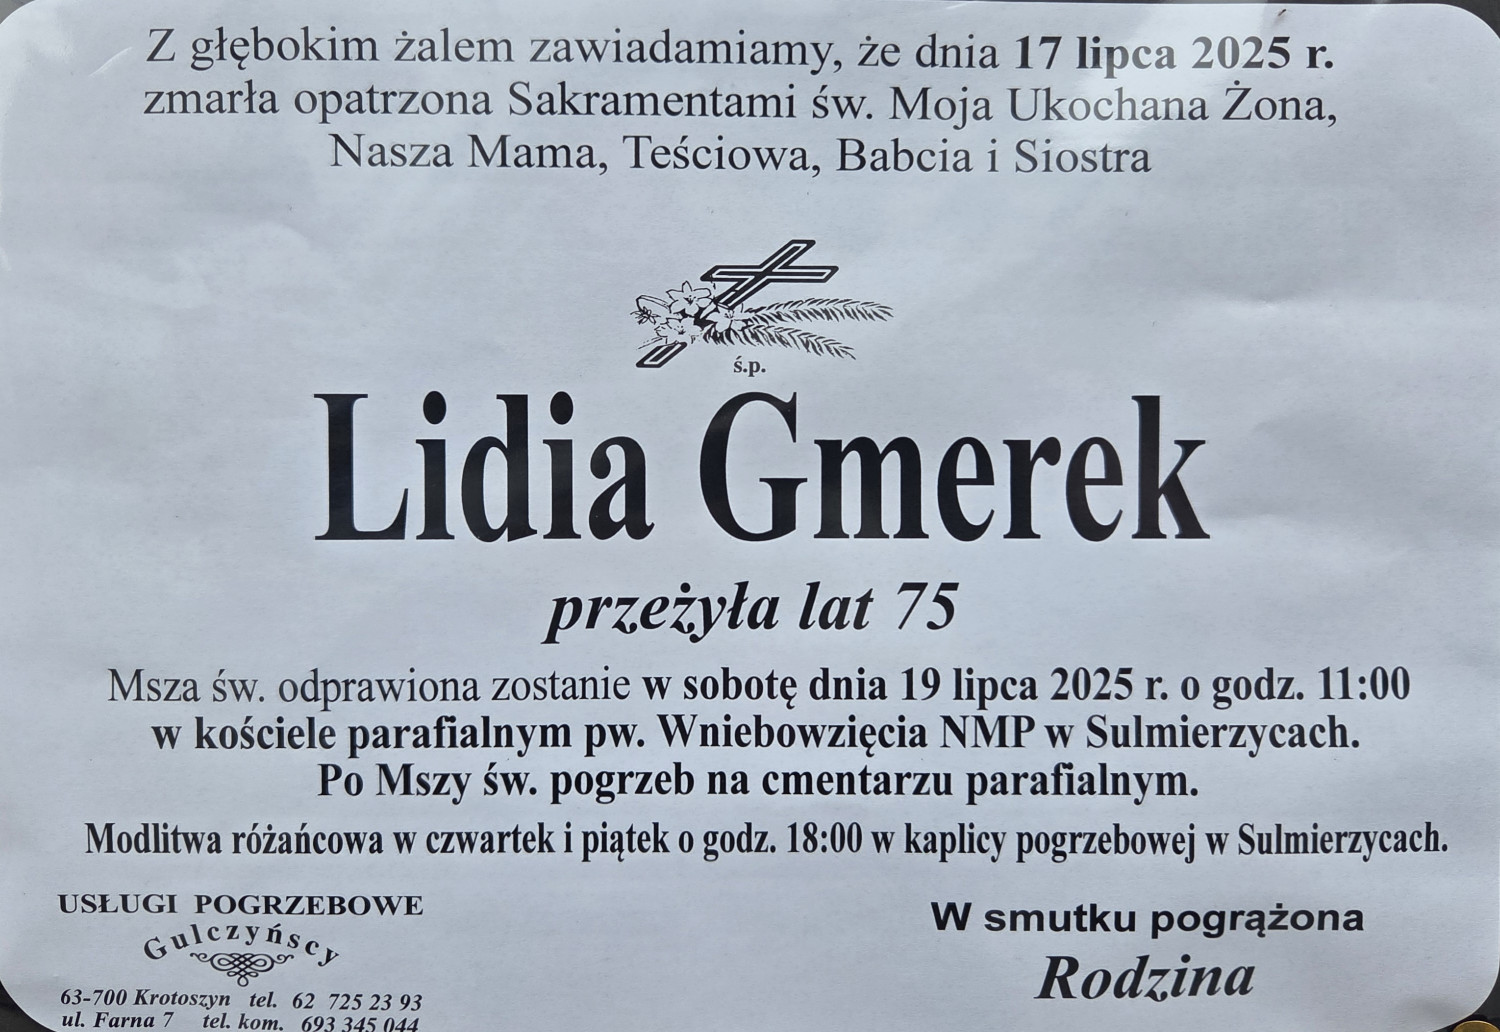 Z głębokim żalem zawiadamiamy, że dnia 17 lipca 2025 r.
zmarła opatrzona Sakramentami św. Moja Ukochana Żona,
Nasza Mama, Teściowa, Babcia i Siostra
ś.p.
Lidia Gmerek
przeżyła lat 75
Msza św. odprawiona zostanie w sobotę dnia 19 lipca 2025 r. o godz. 11:00
w kościele parafialnym pw. Wniebowzięcia NMP w Sulmierzycach.
Po Mszy św. pogrzeb na cmentarzu parafialnym.
Modlitwa różańcowa w czwartek i piątek o godz. 18:00 w kaplicy pogrzebowej w Sulmierzycach.
USŁUGI POGRZEBOWE
Gulczyńscy
63-700 Krotoszyn tel. 62 725 23 93
ul. Farna 7 tel. kom. 693 345 044
W smutku pogrążona
Rodzina